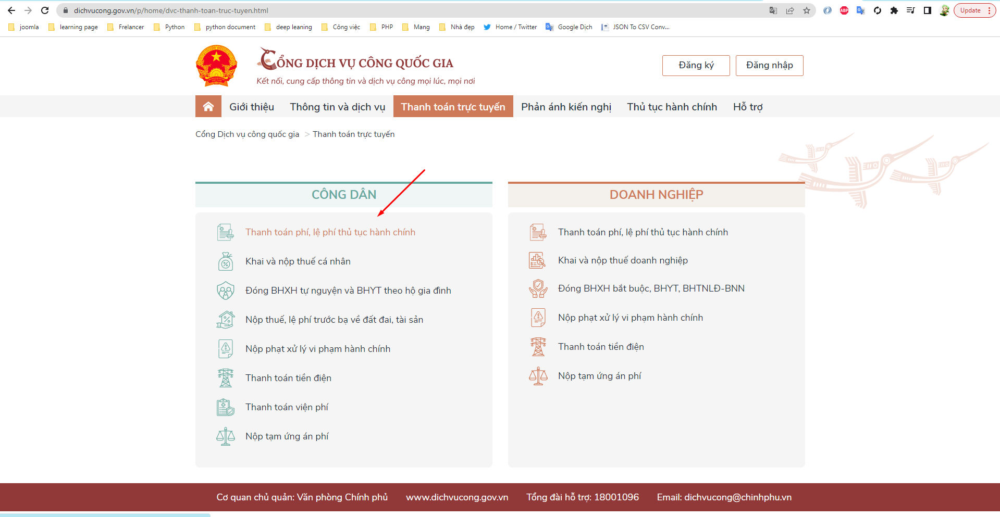 dichvucong.gov.vn/p/home/dvc-thanh-toan-truc-tuyen.html
ABP
Update
joomla learning page Frelancer Python python document deep leaning Công việc PHP Mang Nhà đẹp Home / Twitter Google Dịch JSON To CSV Conv...
CỔNG DỊCH VỤ CÔNG QUỐC GIA
Kết nối, cung cấp thông tin và dịch vụ công mọi lúc, mọi nơi
Đăng ký Đăng nhập
Giới thiệu Thông tin và dịch vụ Thanh toán trực tuyến Phản ánh kiến nghị Thủ tục hành chính Hỗ trợ
Cổng Dịch vụ công quốc gia > Thanh toán trực tuyến
CÔNG DÂN
Thanh toán phí, lệ phí thủ tục hành chính
Khai và nộp thuế cá nhân
Đóng BHXH tự nguyện và BHYT theo hộ gia đình
Nộp thuế, lệ phí trước bạ về đất đai, tài sản
Nộp phạt xử lý vi phạm hành chính
Thanh toán tiền điện
Thanh toán viện phí
Nộp tạm ứng án phí
DOANH NGHIỆP
Thanh toán phí, lệ phí thủ tục hành chính
Khai và nộp thuế doanh nghiệp
Đóng BHXH bắt buộc, BHYT, BHTNLĐ-BNN
Nộp phạt xử lý vi phạm hành chính
Thanh toán tiền điện
Nộp tạm ứng án phí
Cơ quan chủ quản: Văn phòng Chính phủ www.dichvucong.gov.vn Tổng đài hỗ trợ: 18001096 Email: dichvucong@chinhphu.vn